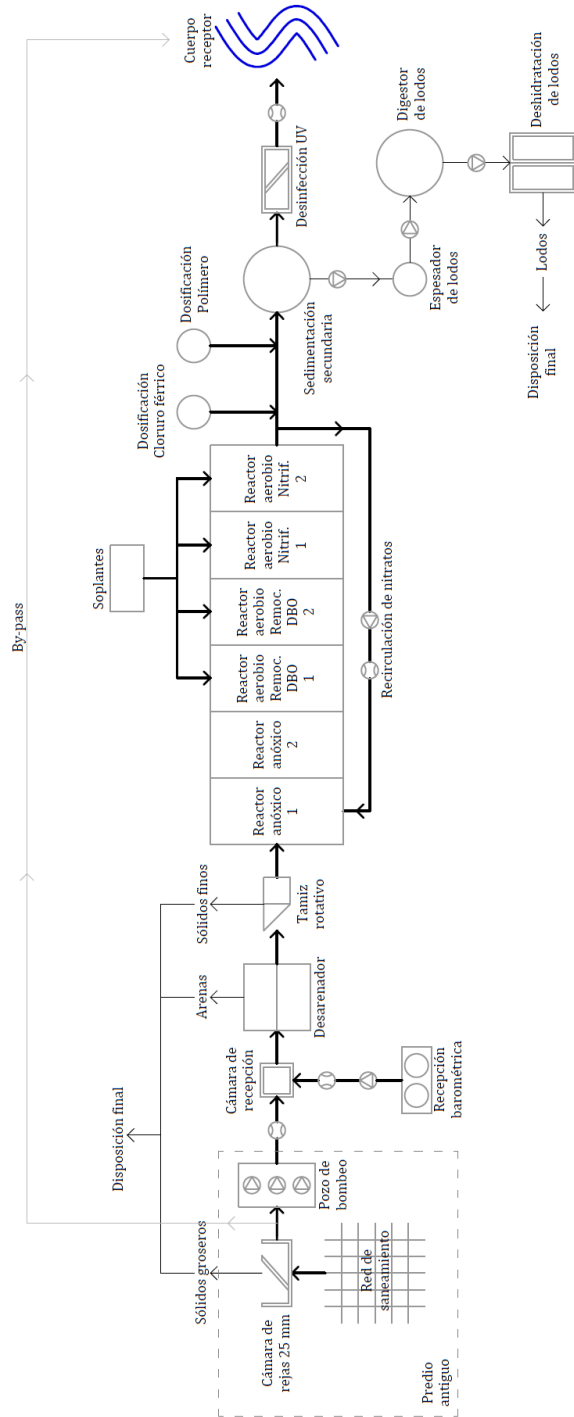 By-pass
Cuerpo
receptor
Disposición final
Sólidos groseros
Arenas
Sólidos finos
Soplantes
Dosificación
Cloruro férrico
Dosificación
Polímero
Predio
antiguo
Cámara de
rejas 25 mm
Red de
saneamiento
Pozo de
bombeo
Cámara de
recepción
Recepción
barométrica
Desarenador
Tamiz
rotativo
Reactor
anóxico
1
Reactor
anóxico
2
Reactor
aerobio
Remoc.
DBO
1
Reactor
aerobio
Remoc.
DBO
2
Reactor
aerobio
Nitrif.
1
Reactor
aerobio
Nitrif.
2
Recirculación de nitratos
Sedimentación
secundaria
Desinfección UV
Espesador
de lodos
Digestor
de lodos
Deshidratación
de lodos
Lodos
Disposición
final